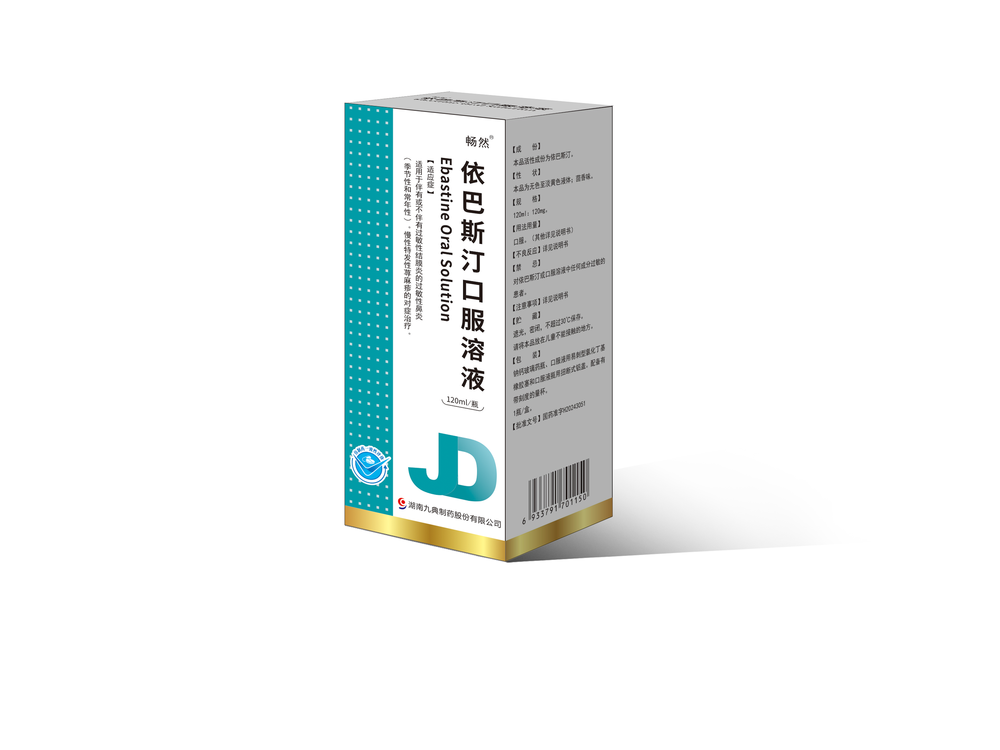 依巴斯汀口服溶液
Ebastine Oral Solution
畅然®
依巴斯汀口服溶液
Ebastine Oral Solution
【适应症】
适用于伴有或不伴有过敏性结膜炎的过敏性鼻炎
（季节性和常年性）。慢性特发性荨麻疹的对症治疗。
120ml/瓶
JD
仿制药一致性评价
湖南九典制药股份有限公司
【成 份】
本品活性成份为依巴斯汀。
【性 状】
本品为无色至淡黄色液体；茴香味。
【规 格】
120ml：120mg。
【用法用量】
口服。（其他详见说明书）
【不良反应】详见说明书
【禁 忌】
对依巴斯汀或口服溶液中任何成分过敏的
患者。
【注意事项】详见说明书
【贮 藏】
遮光，密闭，不超过30℃保存。
请将本品放在儿童不能接触的地方。
【包 装】
钠钙玻璃药瓶、口服液用易刺型氯化丁基
橡胶塞和口服液瓶用扭断式铝盖。配备有
带刻度的量杯。
1瓶/盒。
【批准文号】国药准字H20243051
6 933791 701150